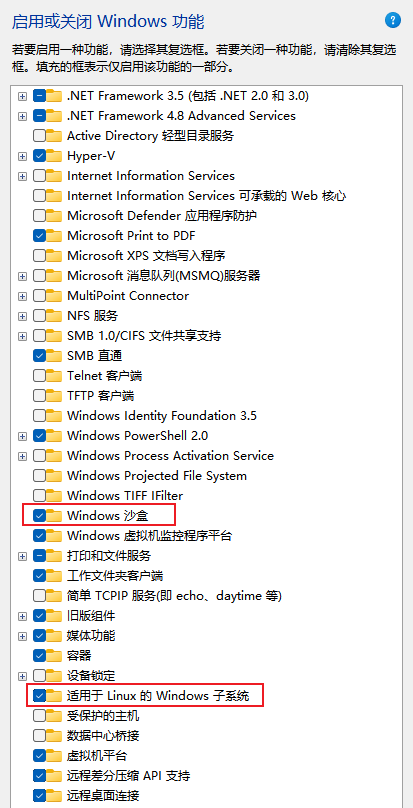 启用或关闭 Windows 功能
若要启用一种功能，请选择其复选框。若要关闭一种功能，请清除其复选
框。填充的框表示仅启用该功能的一部分。
.NET Framework 3.5 (包括 .NET 2.0 和 3.0)
.NET Framework 4.8 Advanced Services
Active Directory 轻型目录服务
Hyper-V
Internet Information Services
Internet Information Services 可承载的 Web 核心
Microsoft Defender 应用程序防护
Microsoft Print to PDF
Microsoft XPS 文档写入程序
Microsoft 消息队列(MSMQ)服务器
MultiPoint Connector
NFS 服务
SMB 1.0/CIFS 文件共享支持
SMB 直通
Telnet 客户端
TFTP 客户端
Windows Identity Foundation 3.5
Windows PowerShell 2.0
Windows Process Activation Service
Windows Projected File System
Windows TIFF IFilter
Windows 沙盒
Windows 虚拟机监控程序平台
打印和文件服务
工作文件夹客户端
简单 TCPIP 服务(即 echo、daytime 等)
旧版组件
媒体功能
容器
设备锁定
适用于 Linux 的 Windows 子系统
受保护的主机
数据中心桥接
虚拟机平台
远程差分压缩 API 支持
远程桌面连接